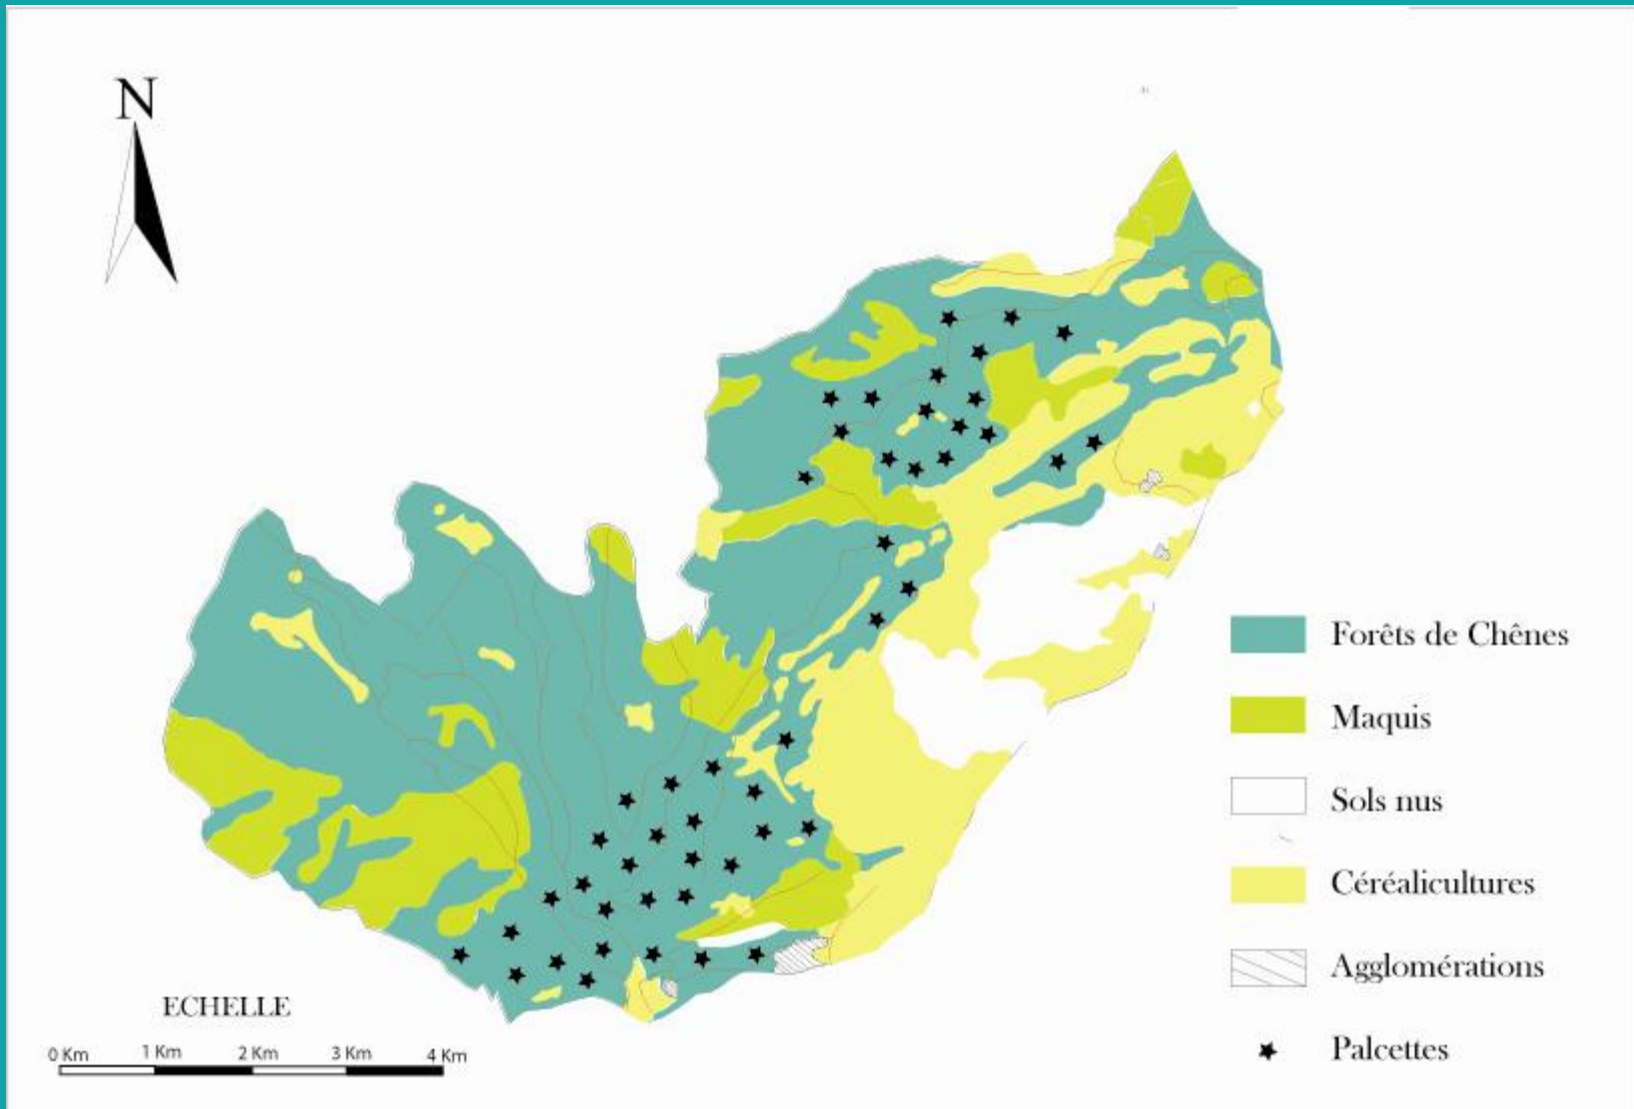 N
Forêts de Chênes
Maquis
Sols nus
Céréalicultures
Agglomérations
Palcettes
ECHELLE
0 Km 1 Km 2 Km 3 Km 4 Km